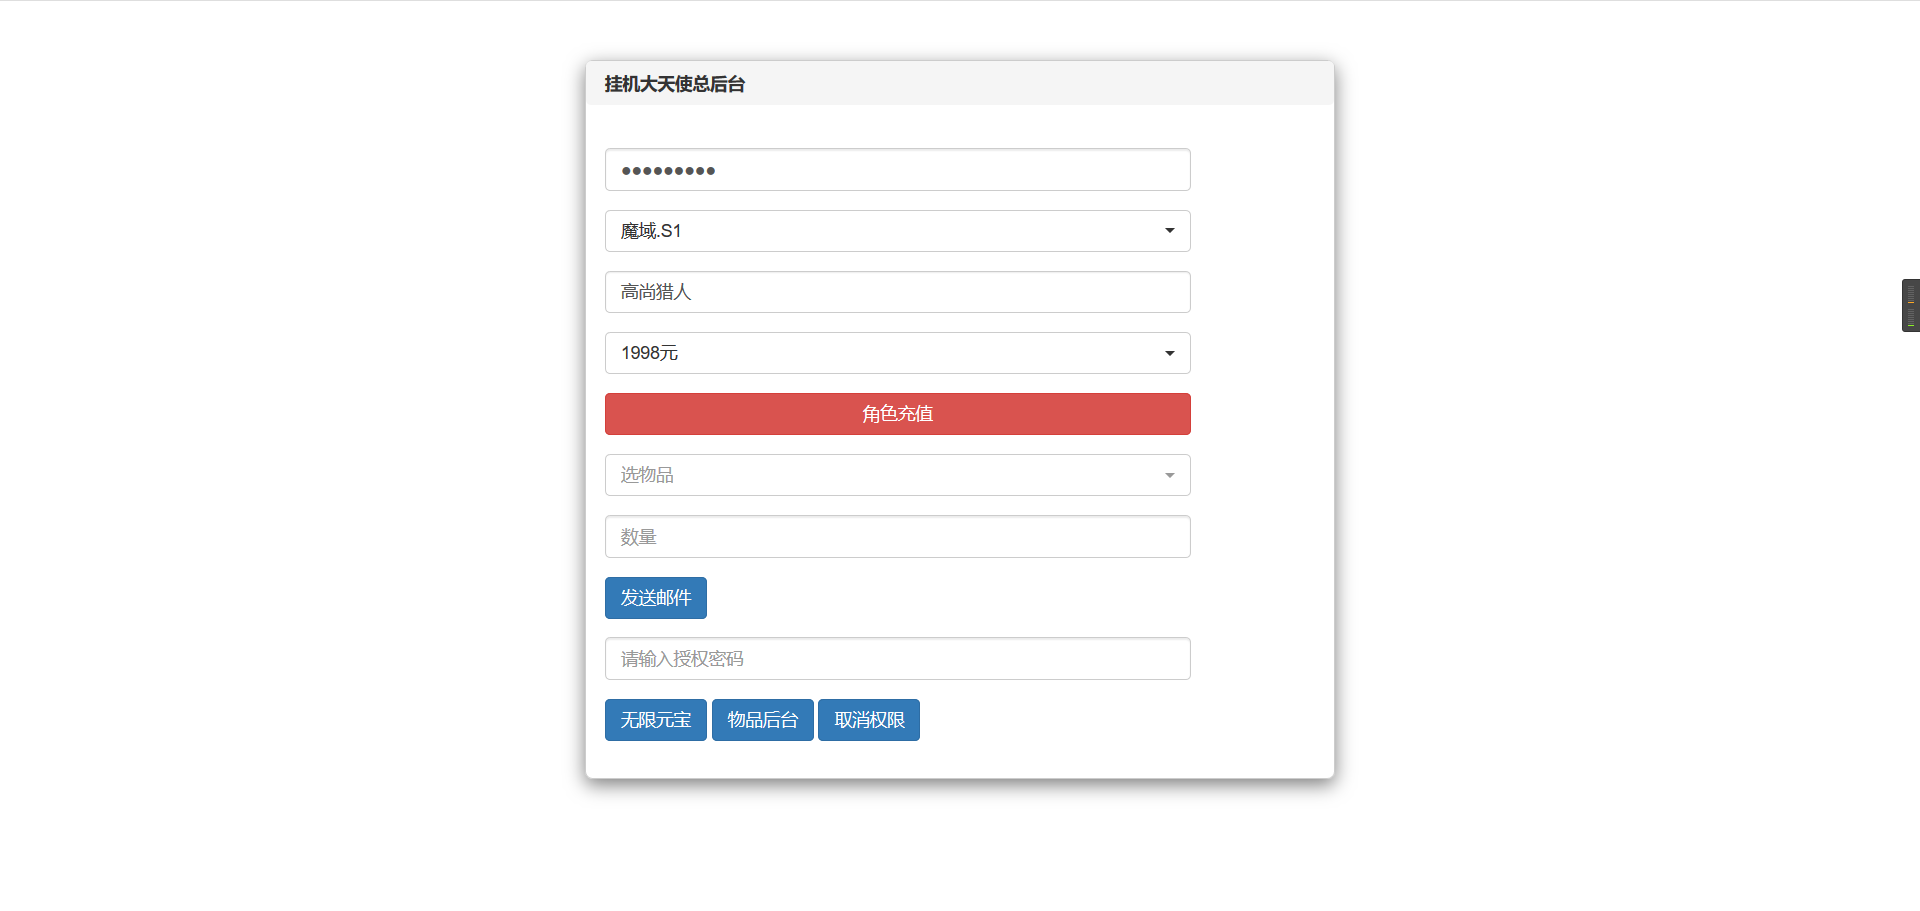 挂机大天使总后台
●●●●●●●●●
魔域.S1
高尚猎人
1998元
角色充值
选物品
数量
发送邮件
请输入授权密码
无限元宝 物品后台 取消权限